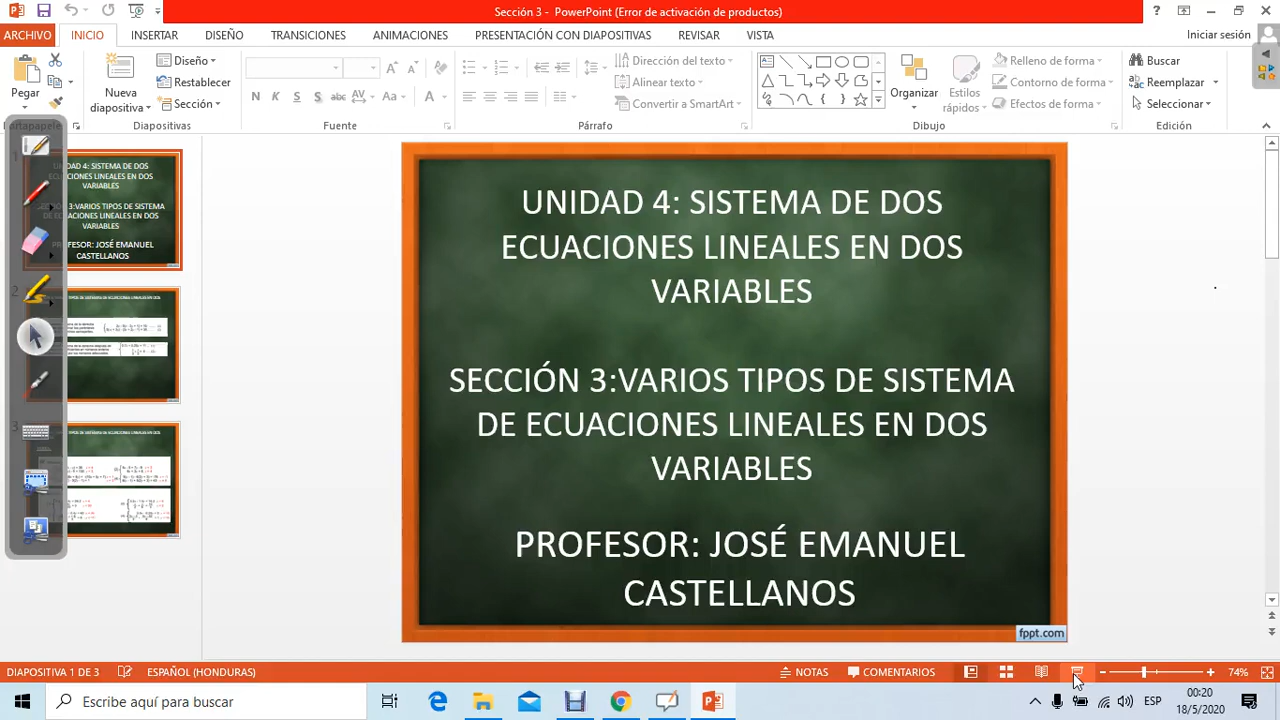 Sección 3 - PowerPoint (Error de activación de productos)
ARCHIVO INICIO INSERTAR DISEÑO TRANSICIONES ANIMACIONES PRESENTACIÓN CON DIAPOSITIVAS REVISAR VISTA Iniciar sesión
Pegar
Nueva diapositiva
Diseño
Restablecer
Sección
Dirección del texto
Alinear texto
Convertir a SmartArt
Organizar
Estilos rápidos
Relleno de forma
Contorno de forma
Efectos de forma
Buscar
Reemplazar
Seleccionar
Portapapeles Diapositivas Fuente Párrafo Dibujo Edición
UNIDAD 4: SISTEMA DE DOS
ECUACIONES LINEALES EN DOS
VARIABLES
SECCIÓN 3:VARIOS TIPOS DE SISTEMA
DE ECUACIONES LINEALES EN DOS
VARIABLES
PROFESOR: JOSÉ EMANUEL
CASTELLANOS
fppt.com
DIAPOSITIVA 1 DE 3 ESPAÑOL (HONDURAS) NOTAS COMENTARIOS 74%
Escribe aquí para buscar
ESP
00:20
18/5/2020